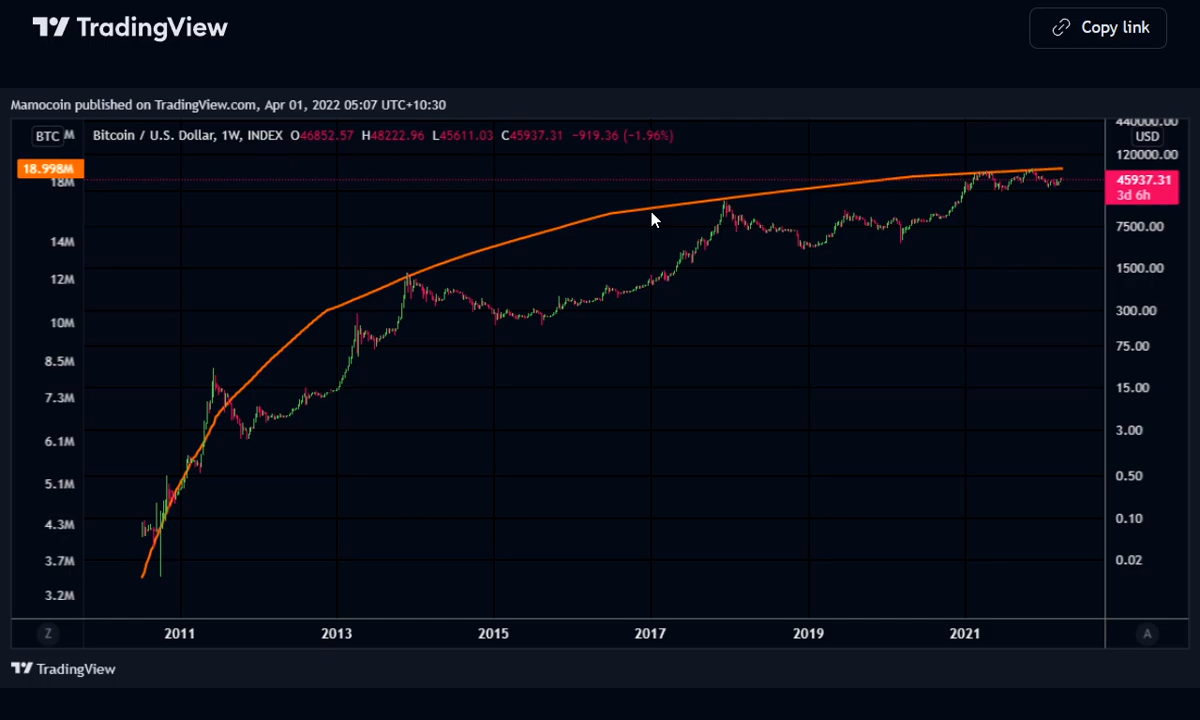 TradingView
Copy link
Mamocoin published on TradingView.com, Apr 01, 2022 05:07 UTC+10:30
BTC M
Bitcoin / U.S. Dollar, 1W, INDEX O46852.57 H48222.96 L45611.03 C45937.31 −919.36 (−1.96%)
440000.00
USD
120000.00
18.998M
18M
45937.31
3d 6h
7500.00
14M
1500.00
12M
300.00
10M
75.00
8.5M
15.00
7.3M
3.00
6.1M
0.50
5.1M
0.10
4.3M
0.02
3.7M
3.2M
Z 2011 2013 2015 2017 2019 2021 A
TradingView